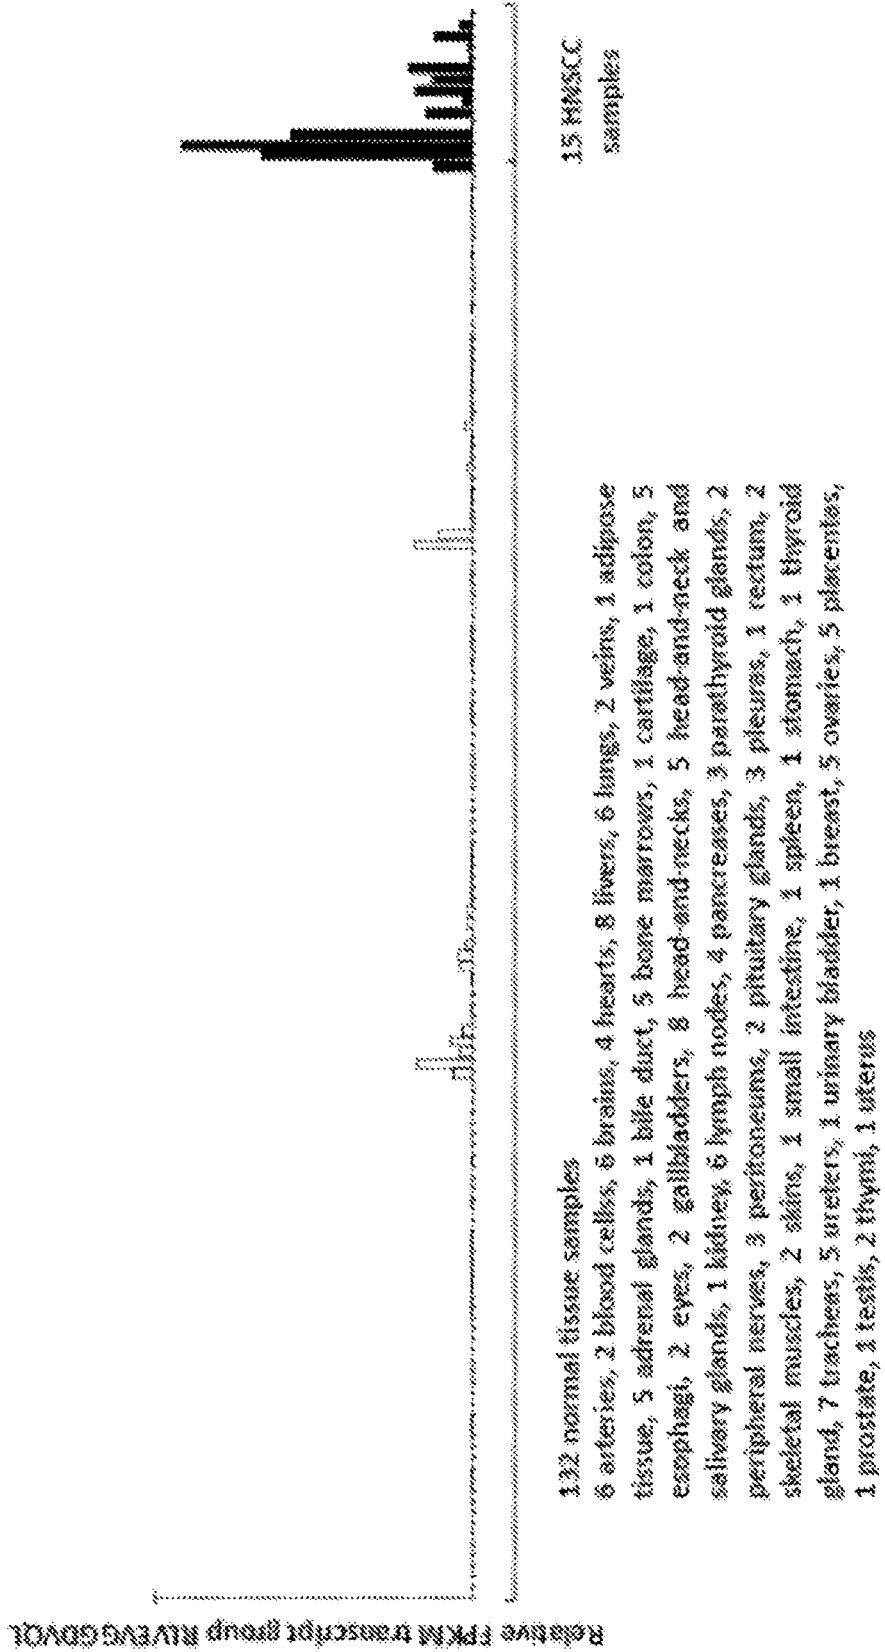 Relative FPKM transcript group RLVEVGGDVQL
15 HNSCC
samples
132 normal tissue samples
6 arteries, 2 blood cellss, 6 brains, 4 hearts, 8 livers, 6 lungs, 2 veins, 1 adipose
tissue, 5 adrenal glands, 1 bile duct, 5 bone marrows, 1 cartilage, 1 colon, 5
esophagi, 2 eyes, 2 gallbladders, 8 head-and-necks, 5 head-and-neck and
salivary glands, 1 kidney, 6 lymph nodes, 4 pancreases, 3 parathyroid glands, 2
peripheral nerves, 3 peritoneums, 2 pituitary glands, 3 pleuras, 1 rectum, 2
skeletal muscles, 2 skins, 1 small intestine, 1 spleen, 1 stomach, 1 thyroid
gland, 7 tracheas, 5 ureters, 1 urinary bladder, 1 breast, 5 ovaries, 5 placentas,
1 prostate, 1 testis, 2 thymi, 1 uterus